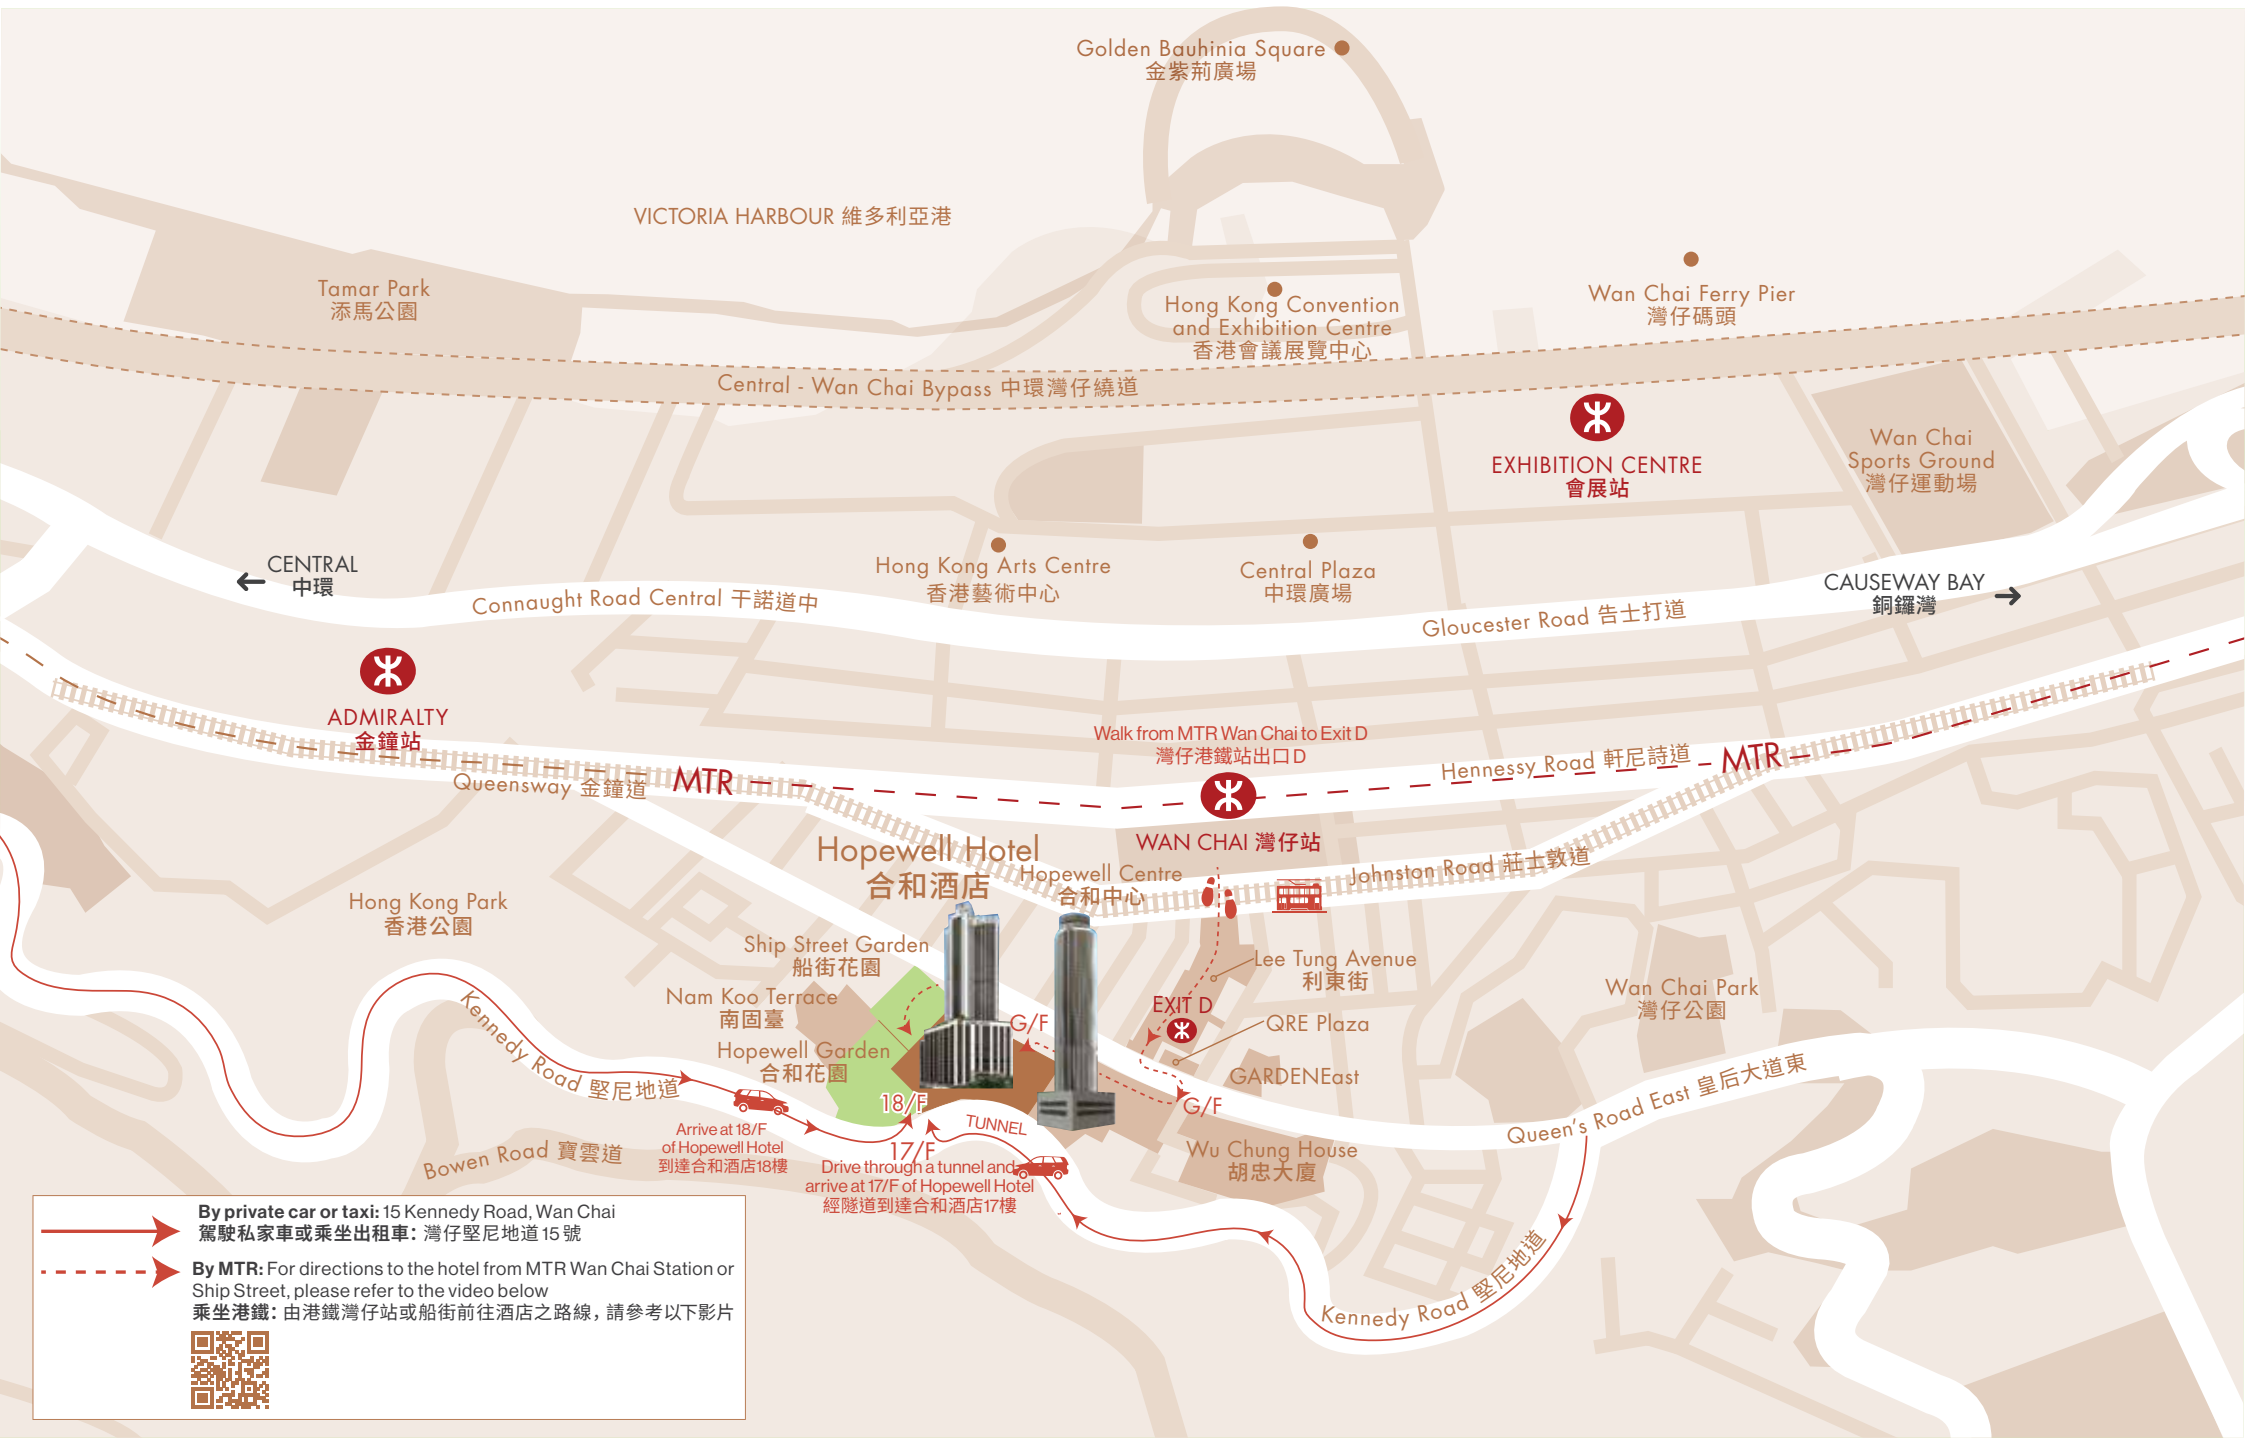 Golden Bauhinia Square
金紫荊廣場
VICTORIA HARBOUR 維多利亞港
Tamar Park
添馬公園
Hong Kong Convention
and Exhibition Centre
香港會議展覽中心
Wan Chai Ferry Pier
灣仔碼頭
Central - Wan Chai Bypass 中環灣仔繞道
EXHIBITION CENTRE
會展站
Wan Chai
Sports Ground
灣仔運動場
CENTRAL
中環
Hong Kong Arts Centre
香港藝術中心
Central Plaza
中環廣場
CAUSEWAY BAY
銅鑼灣
Connaught Road Central 干諾道中
Gloucester Road 告士打道
ADMIRALTY
金鐘站
Walk from MTR Wan Chai to Exit D
灣仔港鐵站出口D
Queensway 金鐘道
MTR
Hennessy Road 軒尼詩道
MTR
WAN CHAI 灣仔站
Hopewell Hotel
合和酒店
Hopewell Centre
合和中心
Johnston Road 莊士敦道
Hong Kong Park
香港公園
Ship Street Garden
船街花園
Lee Tung Avenue
利東街
Nam Koo Terrace
南固臺
EXIT D
Wan Chai Park
灣仔公園
G/F
QRE Plaza
Hopewell Garden
合和花園
GARDENEast
Kennedy Road 堅尼地道
18/F
G/F
TUNNEL
Queen's Road East 皇后大道東
Arrive at 18/F
of Hopewell Hotel
到達合和酒店18樓
17/F
Drive through a tunnel and
arrive at 17/F of Hopewell Hotel
經隧道到達合和酒店17樓
Wu Chung House
胡忠大廈
Bowen Road 寶雲道
Kennedy Road 堅尼地道
By private car or taxi: 15 Kennedy Road, Wan Chai
駕駛私家車或乘坐出租車：灣仔堅尼地道15號
By MTR: For directions to the hotel from MTR Wan Chai Station or
Ship Street, please refer to the video below
乘坐港鐵：由港鐵灣仔站或船街前往酒店之路線，請參考以下影片